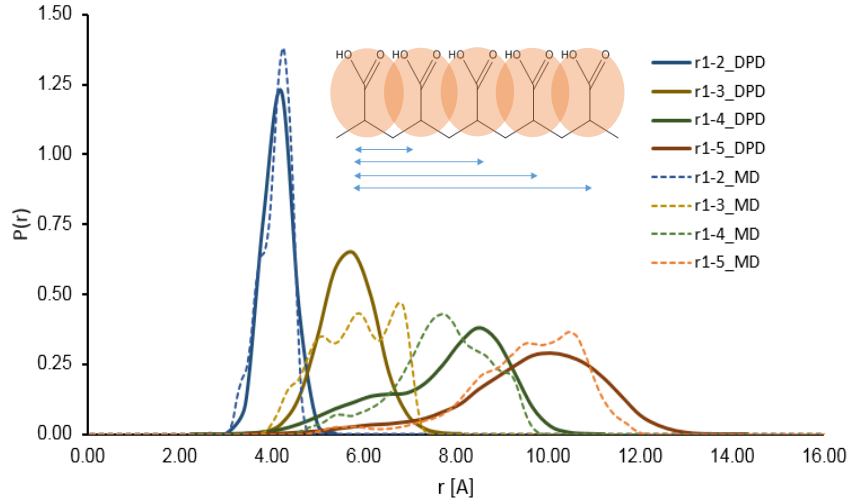 1.50
1.25
1.00
0.75
0.50
0.25
0.00
P(r)
HO O HO O HO O HO O HO O
r1-2_DPD
r1-3_DPD
r1-4_DPD
r1-5_DPD
r1-2_MD
r1-3_MD
r1-4_MD
r1-5_MD
0.00 2.00 4.00 6.00 8.00 10.00 12.00 14.00 16.00
r [A]